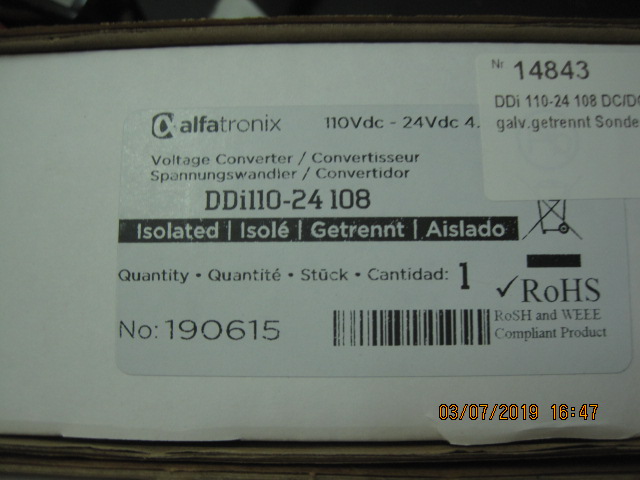 Nr 14843
DDi 110-24 108 DC/DC
galv.getrennt Sonde
alfatronix 110Vdc - 24Vdc 4.
Voltage Converter / Convertisseur
Spannungswandler / Convertidor
DDi110-24 108
Isolated | Isolé | Getrennt | Aislado
Quantity • Quantité • Stück • Cantidad: 1
RoHS
RoSH and WEEE
Compliant Product
No: 190615
03/07/2019 16:47